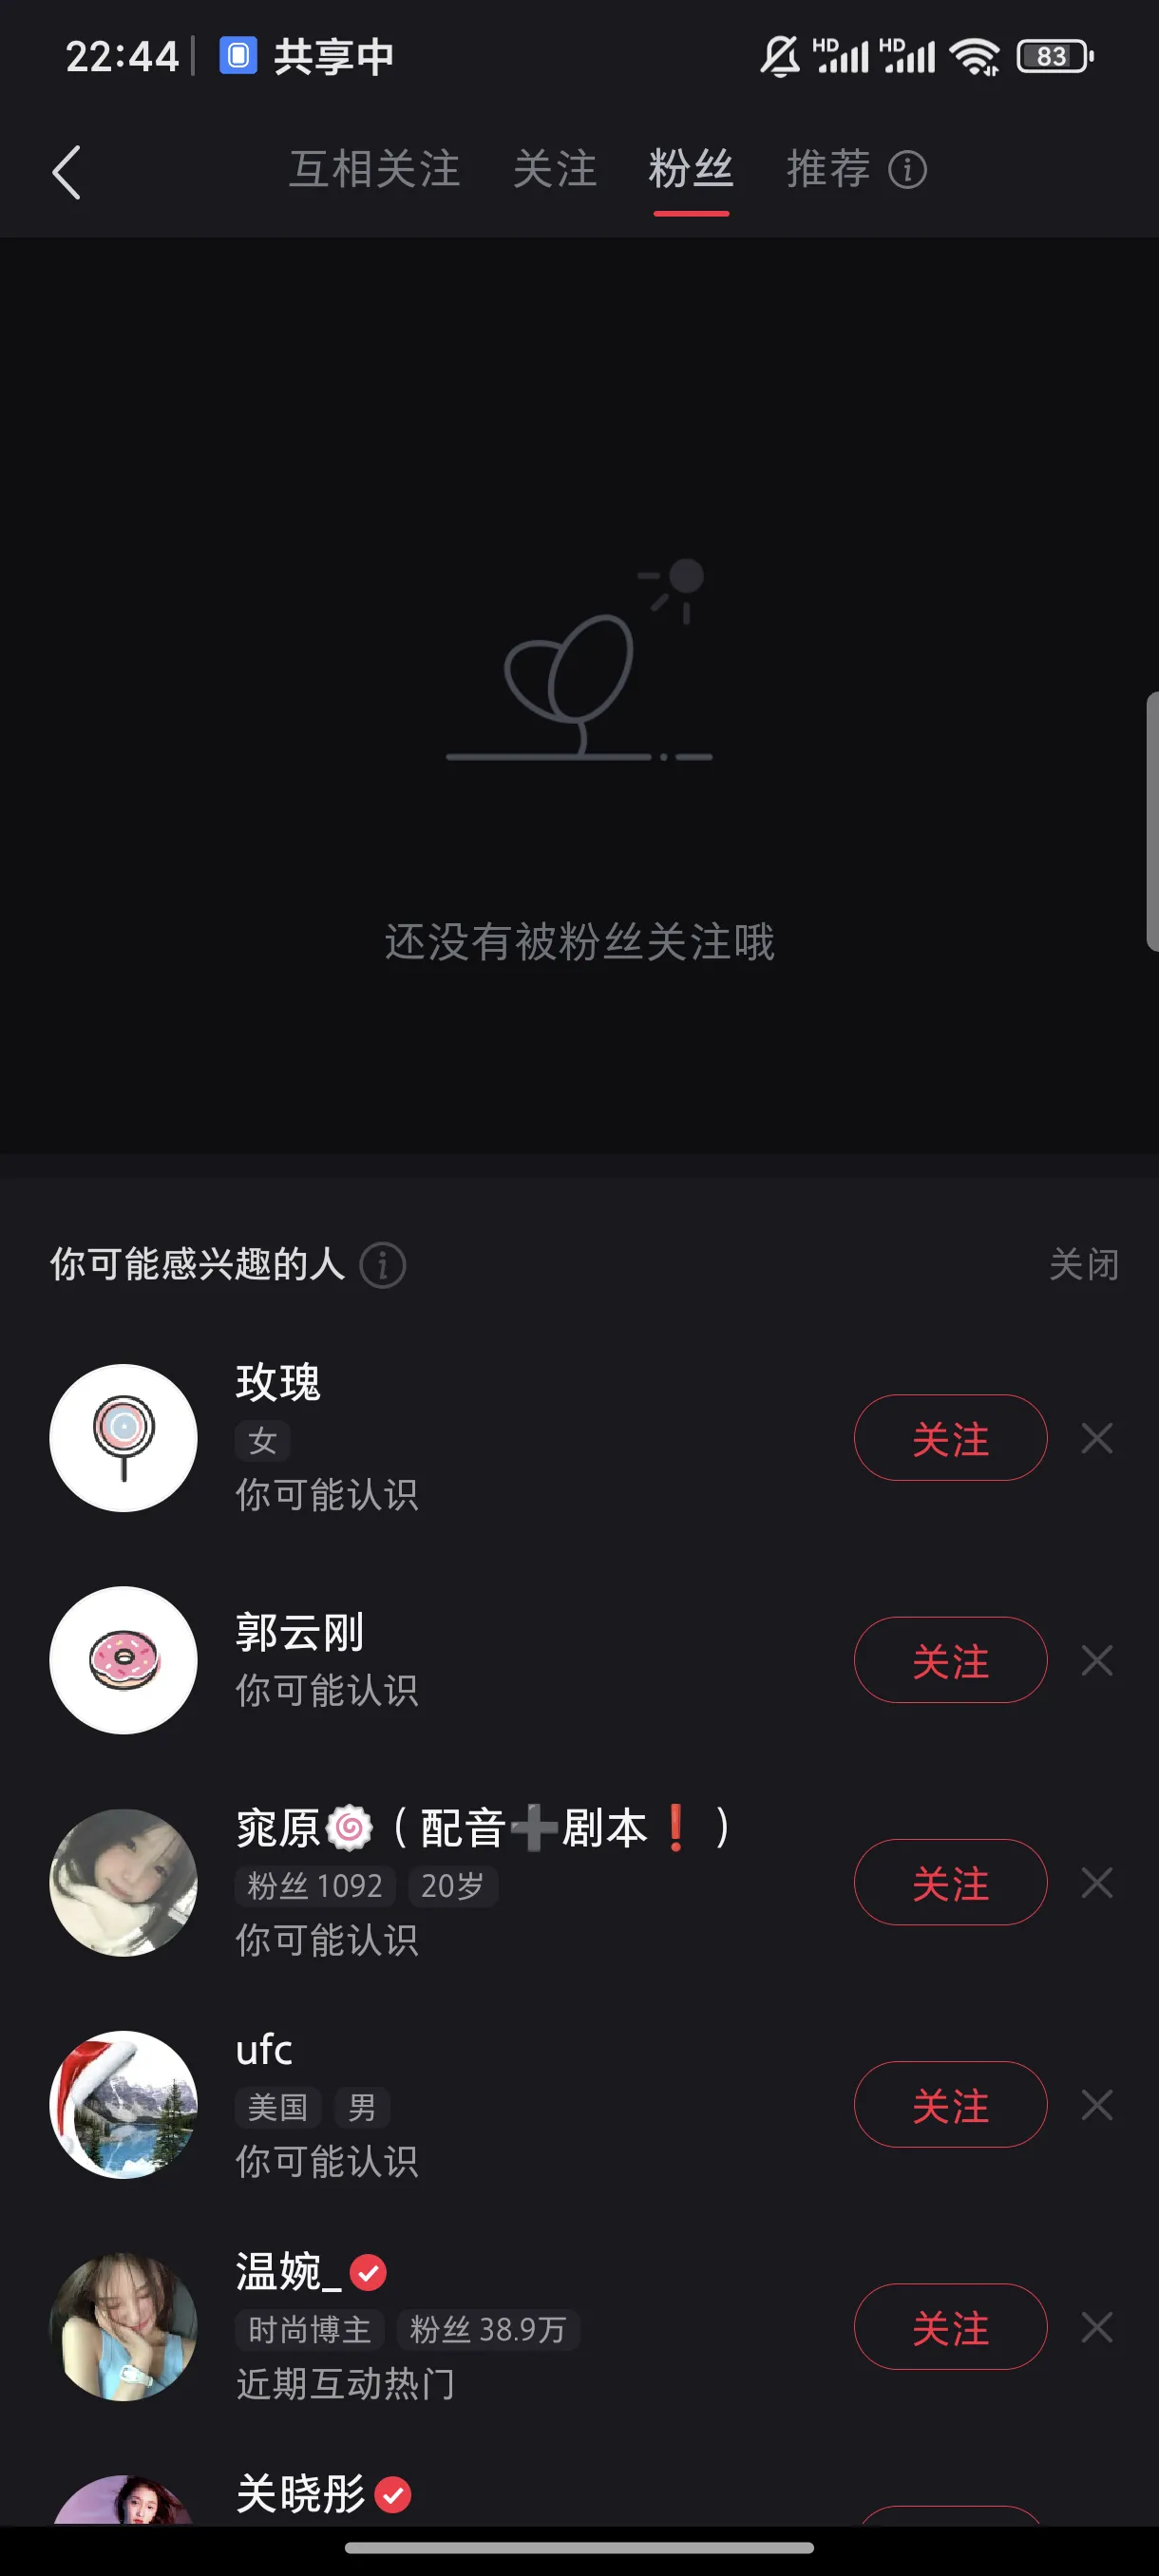 22:44 共享中 HD HD 83
互相关注 关注 粉丝 推荐
还没有被粉丝关注哦
你可能感兴趣的人 关闭
玫瑰
女
你可能认识
关注
郭云刚
你可能认识
关注
窕原🍥（配音➕剧本❗）
粉丝 1092 20岁
你可能认识
关注
ufc
美国 男
你可能认识
关注
温婉_
时尚博主 粉丝 38.9万
近期互动热门
关注
关晓彤